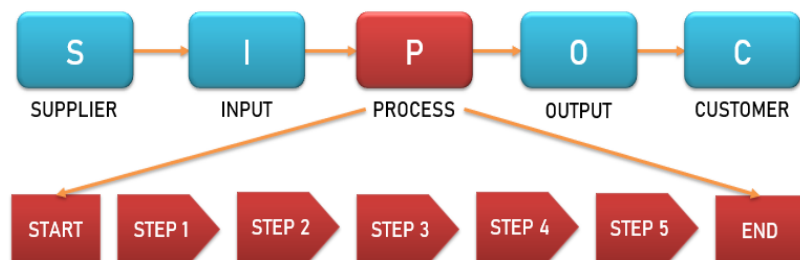 S I P O C
SUPPLIER INPUT PROCESS OUTPUT CUSTOMER
START STEP 1 STEP 2 STEP 3 STEP 4 STEP 5 END